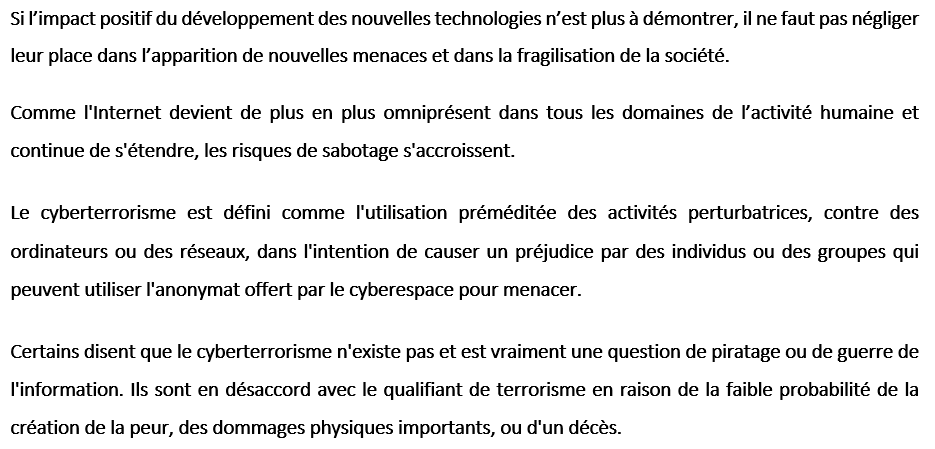 Si l’impact positif du développement des nouvelles technologies n’est plus à démontrer, il ne faut pas négliger
leur place dans l’apparition de nouvelles menaces et dans la fragilisation de la société.
Comme l'Internet devient de plus en plus omniprésent dans tous les domaines de l’activité humaine et
continue de s'étendre, les risques de sabotage s'accroissent.
Le cyberterrorisme est défini comme l'utilisation préméditée des activités perturbatrices, contre des
ordinateurs ou des réseaux, dans l'intention de causer un préjudice par des individus ou des groupes qui
peuvent utiliser l'anonymat offert par le cyberespace pour menacer.
Certains disent que le cyberterrorisme n'existe pas et est vraiment une question de piratage ou de guerre de
l'information. Ils sont en désaccord avec le qualifiant de terrorisme en raison de la faible probabilité de la
création de la peur, des dommages physiques importants, ou d'un décès.